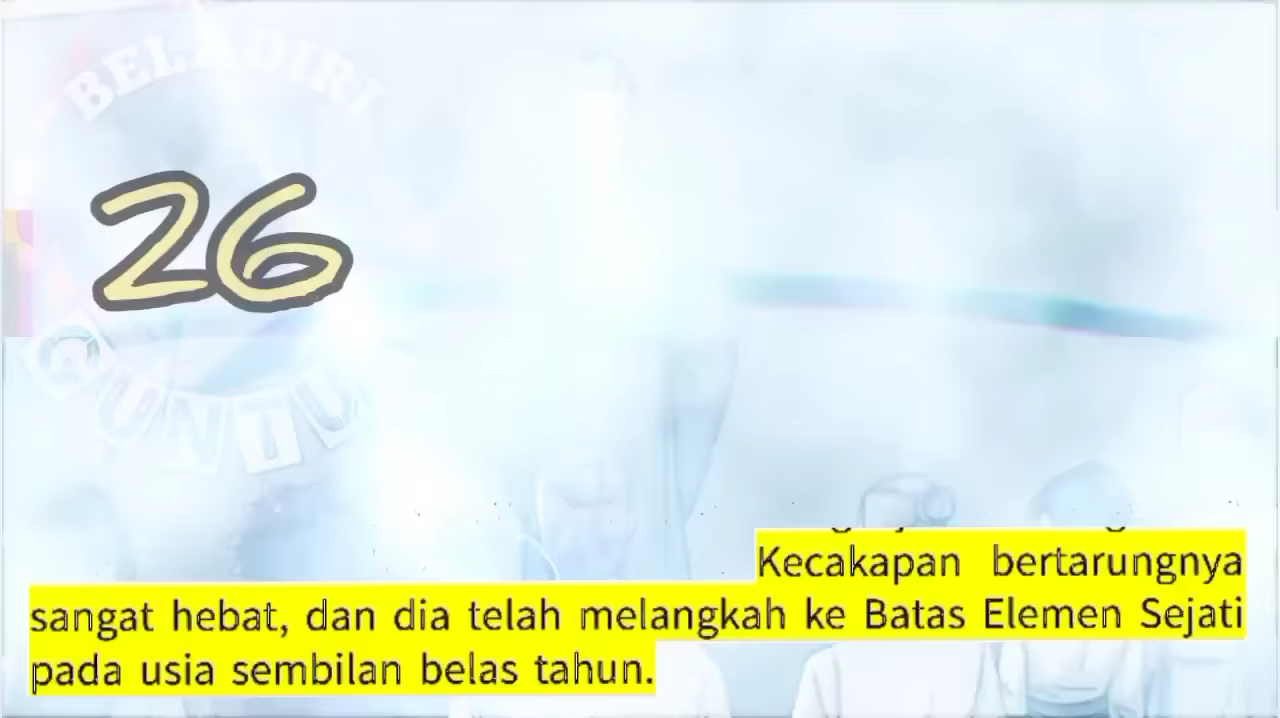 BELADIRI
26
@UNTU
Kecakapan bertarungnya
sangat hebat, dan dia telah melangkah ke Batas Elemen Sejati
pada usia sembilan belas tahun.